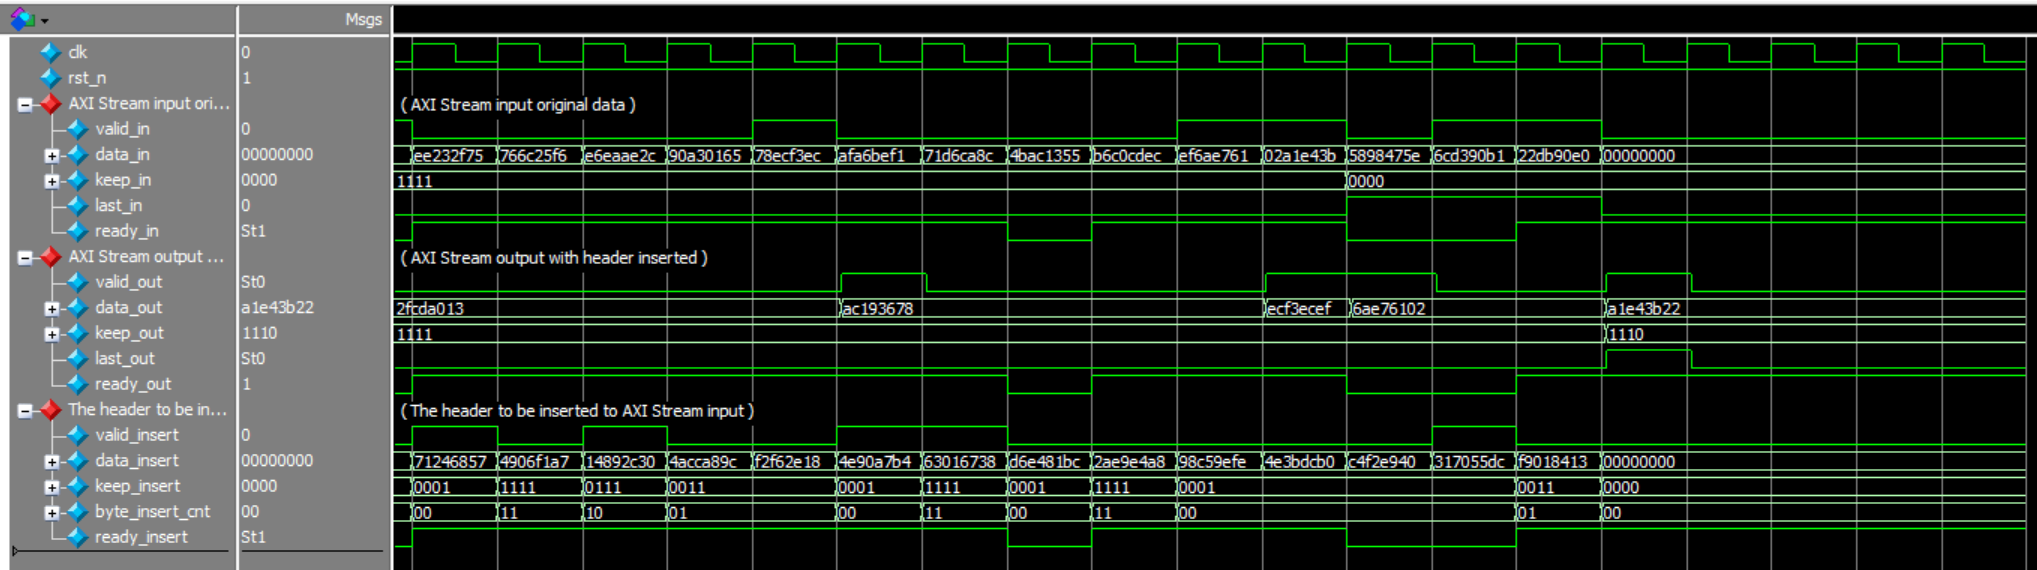 Msgs
clk 0
rst_n 1
AXI Stream input ori... ( AXI Stream input original data )
valid_in 0
data_in 00000000 ee232f75 766c25f6 e6eaae2c 90a30165 78ecf3ec afa6bef1 71d6ca8c 4bac1355 b6c0cdec ef6ae761 02a1e43b 5898475e 6cd390b1 22db90e0 00000000
keep_in 0000 1111 0000
last_in 0
ready_in St1
AXI Stream output ... ( AXI Stream output with header inserted )
valid_out St0
data_out a1e43b22 2fcda013 ac193678 ecf3ecef 6ae76102 a1e43b22
keep_out 1110 1111 1110
last_out St0
ready_out 1
The header to be in... ( The header to be inserted to AXI Stream input )
valid_insert 0
data_insert 00000000 71246857 4906f1a7 14892c30 4acca89c f2f62e18 4e90a7b4 63016738 d6e481bc 2ae9e4a8 98c59efe 4e3bdcb0 c4f2e940 317055dc f9018413 00000000
keep_insert 0000 0001 1111 0111 0011 0001 1111 0001 1111 0001 0011 0000
byte_insert_cnt 00 00 11 10 01 00 11 00 11 00 01 00
ready_insert St1